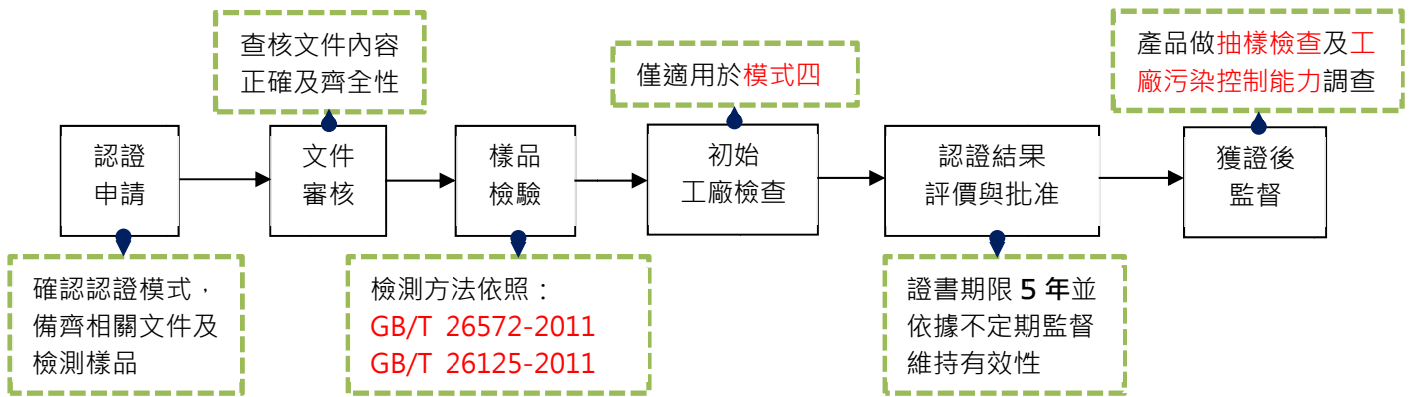 查核文件內容
正確及齊全性
僅適用於模式四
產品做抽樣檢查及工
廠污染控制能力調查
認證
申請
文件
審核
樣品
檢驗
初始
工廠檢查
認證結果
評價與批准
獲證後
監督
確認認證模式，
備齊相關文件及
檢測樣品
檢測方法依照：
GB/T 26572-2011
GB/T 26125-2011
證書期限 5 年並
依據不定期監督
維持有效性